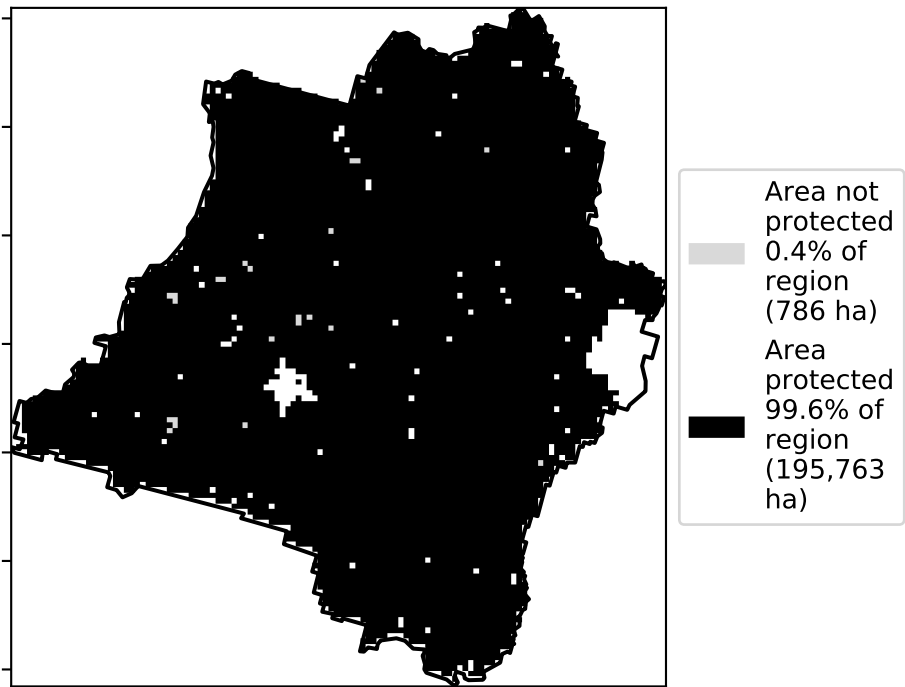 Area not
protected
0.4% of
region
(786 ha)
Area
protected
99.6% of
region
(195,763
ha)